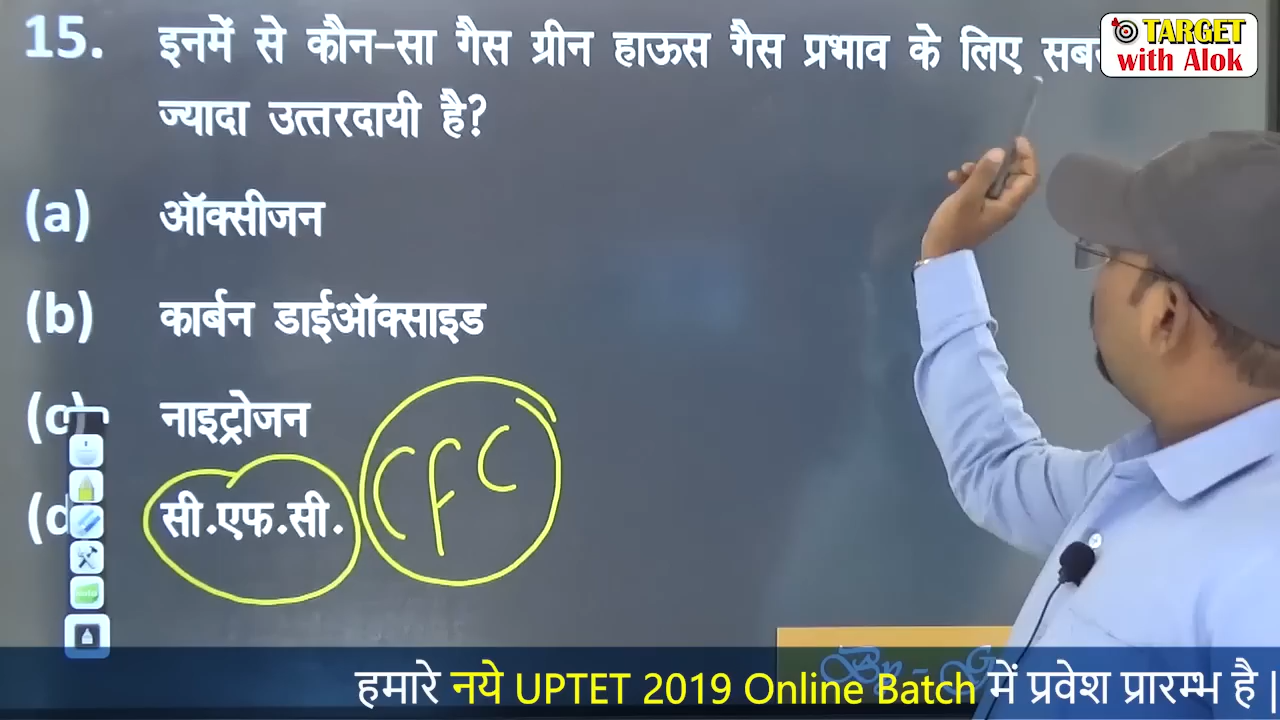 15. इनमें से कौन-सा गैस ग्रीन हाऊस गैस प्रभाव के लिए
TARGET
with Alok
ज्यादा उत्तरदायी है?
(a) ऑक्सीजन
(b) कार्बन डाईऑक्साइड
(c) नाइट्रोजन
CFC
(d सी.एफ.सी.
By - G
हमारे नये UPTET 2019 Online Batch में प्रवेश प्रारम्भ है |